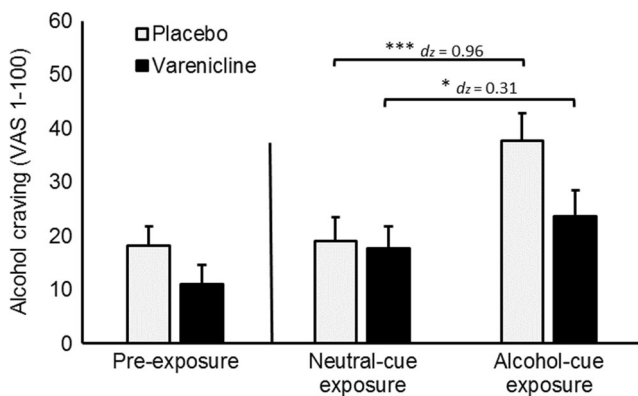 60
50
40
30
20
10
0
Alcohol craving (VAS 1-100)
Placebo
Varenicline
*** dz = 0.96
* dz = 0.31
Pre-exposure
Neutral-cue
exposure
Alcohol-cue
exposure